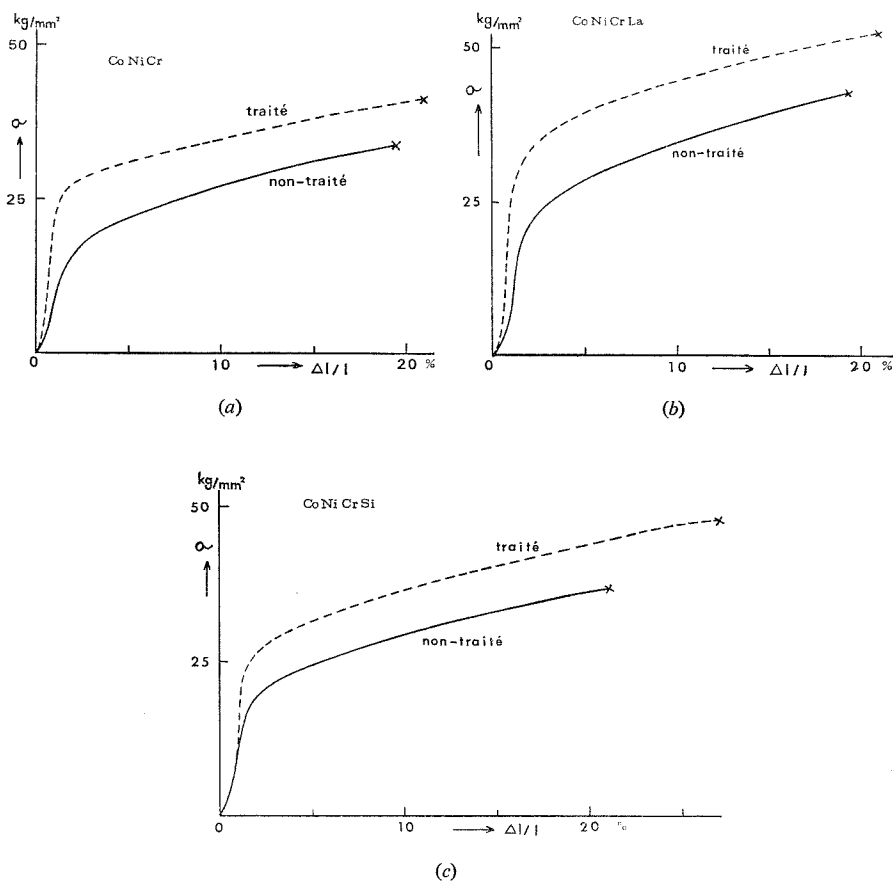 kg/mm²
50
Co Ni Cr
traité
σ
non-traité
25
0
10
20 %
Δl/l
(a)
kg/mm²
50
Co Ni Cr La
traité
σ
non-traité
25
0
10
20 %
Δl/l
(b)
kg/mm²
50
Co Ni Cr Si
traité
σ
non-traité
25
0
10
20
Δl/l
(c)